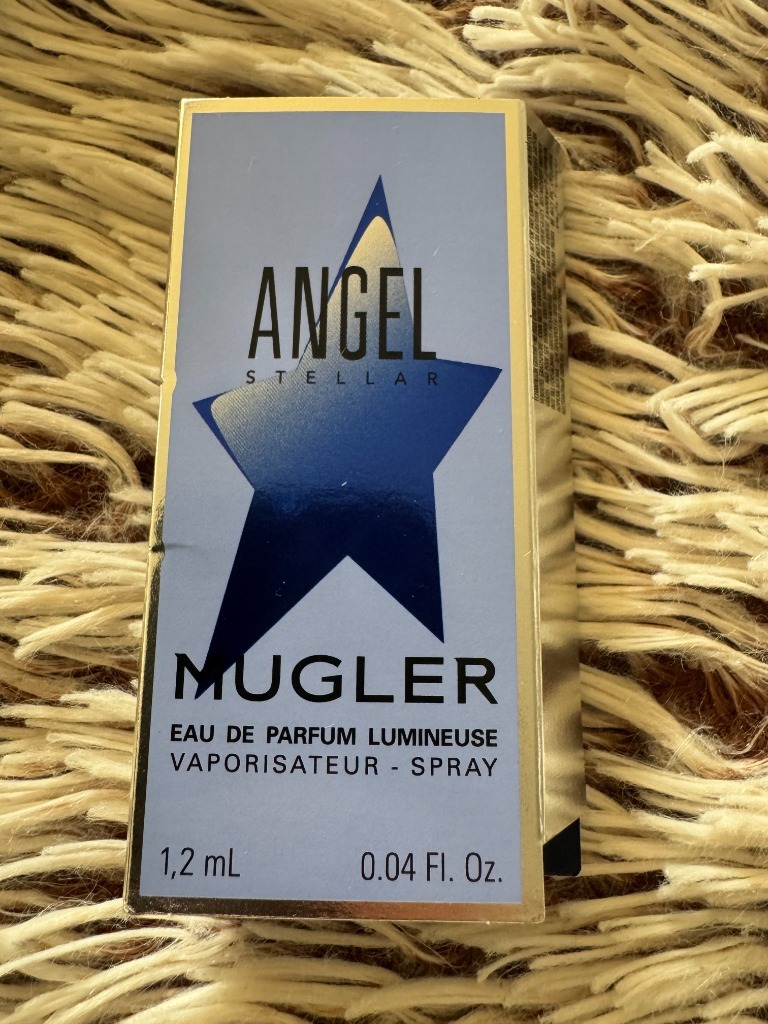 ANGEL
STELLAR
MUGLER
EAU DE PARFUM LUMINEUSE
VAPORISATEUR - SPRAY
1,2 mL 0.04 Fl. Oz.